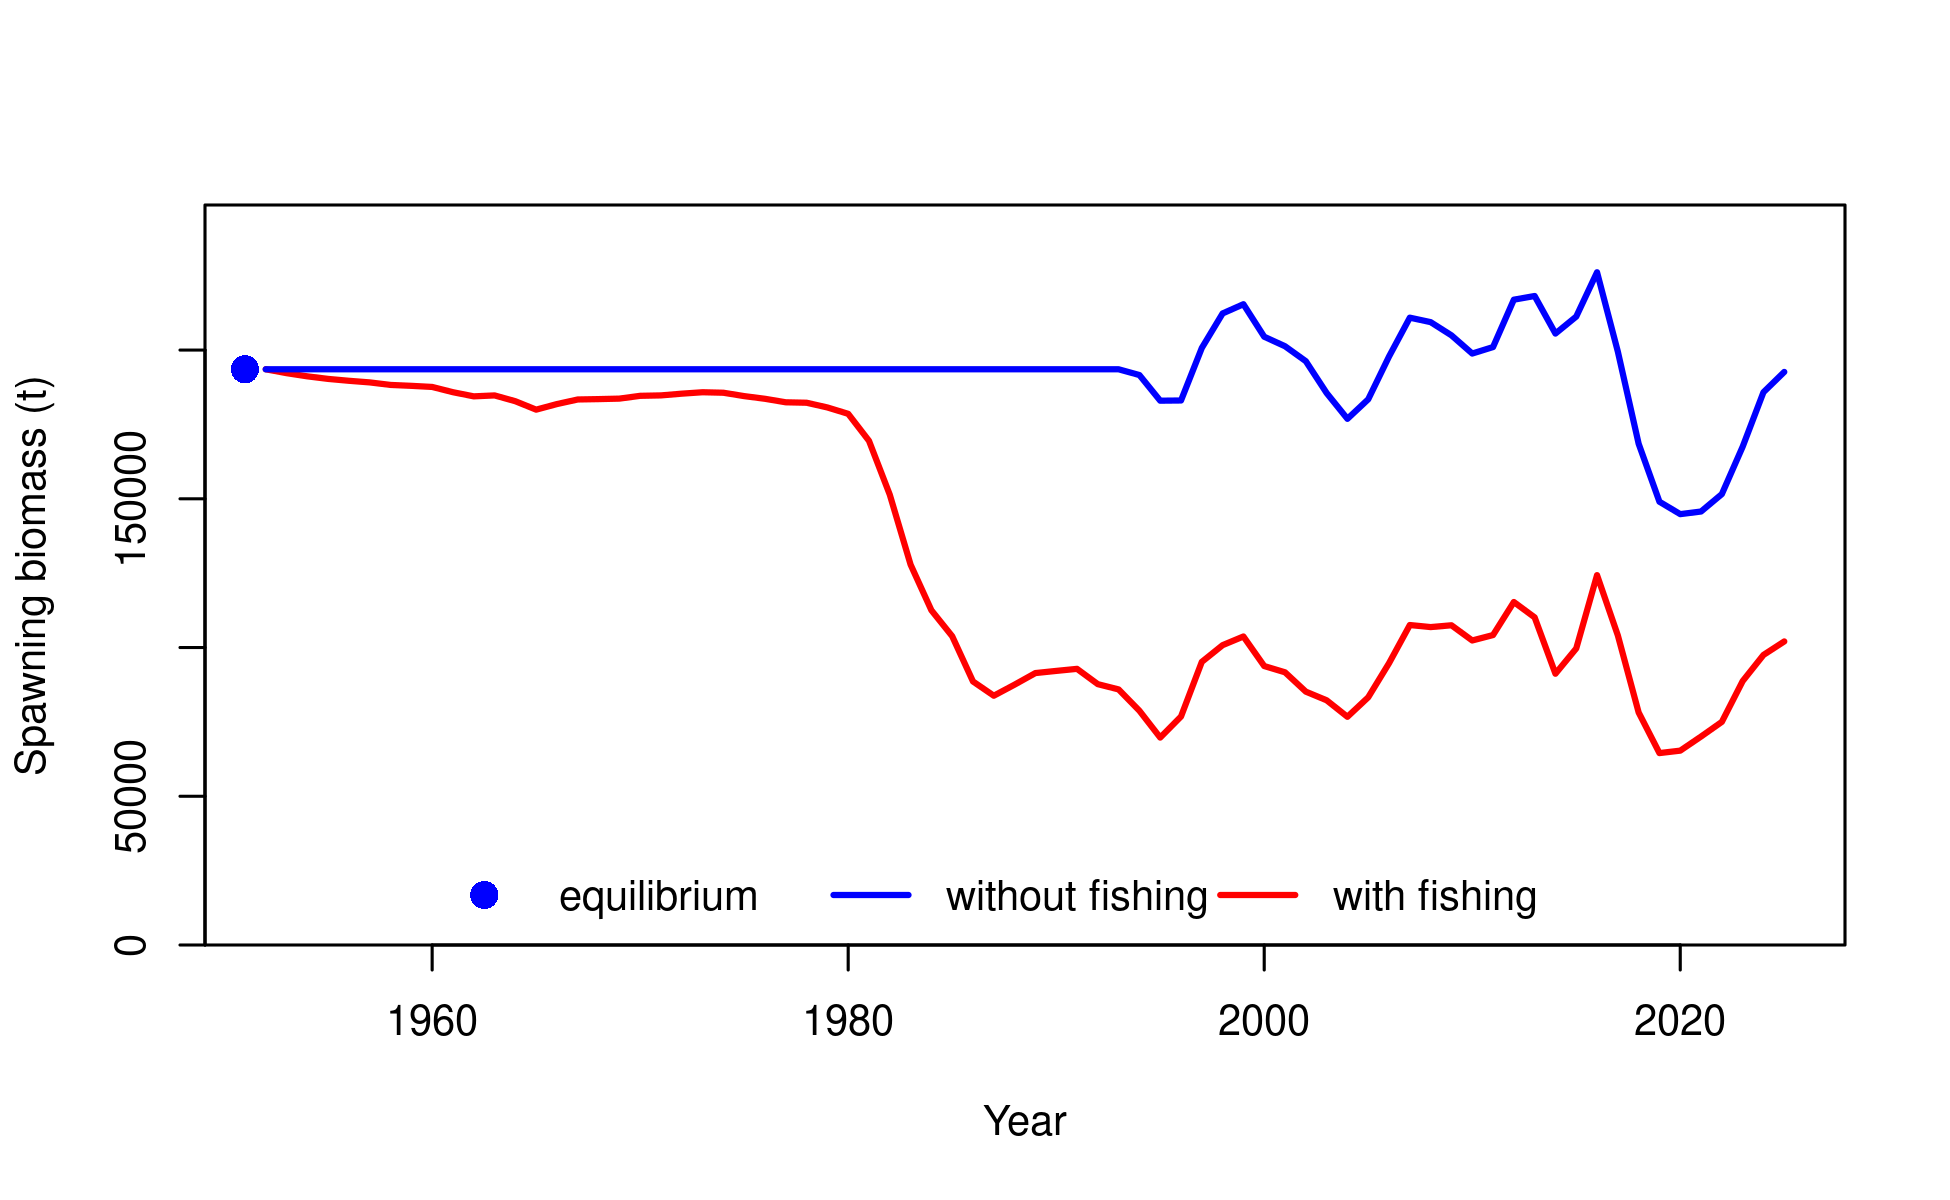 Spawning biomass (t)
150000
50000
0
equilibrium without fishing with fishing
1960 1980 2000 2020
Year